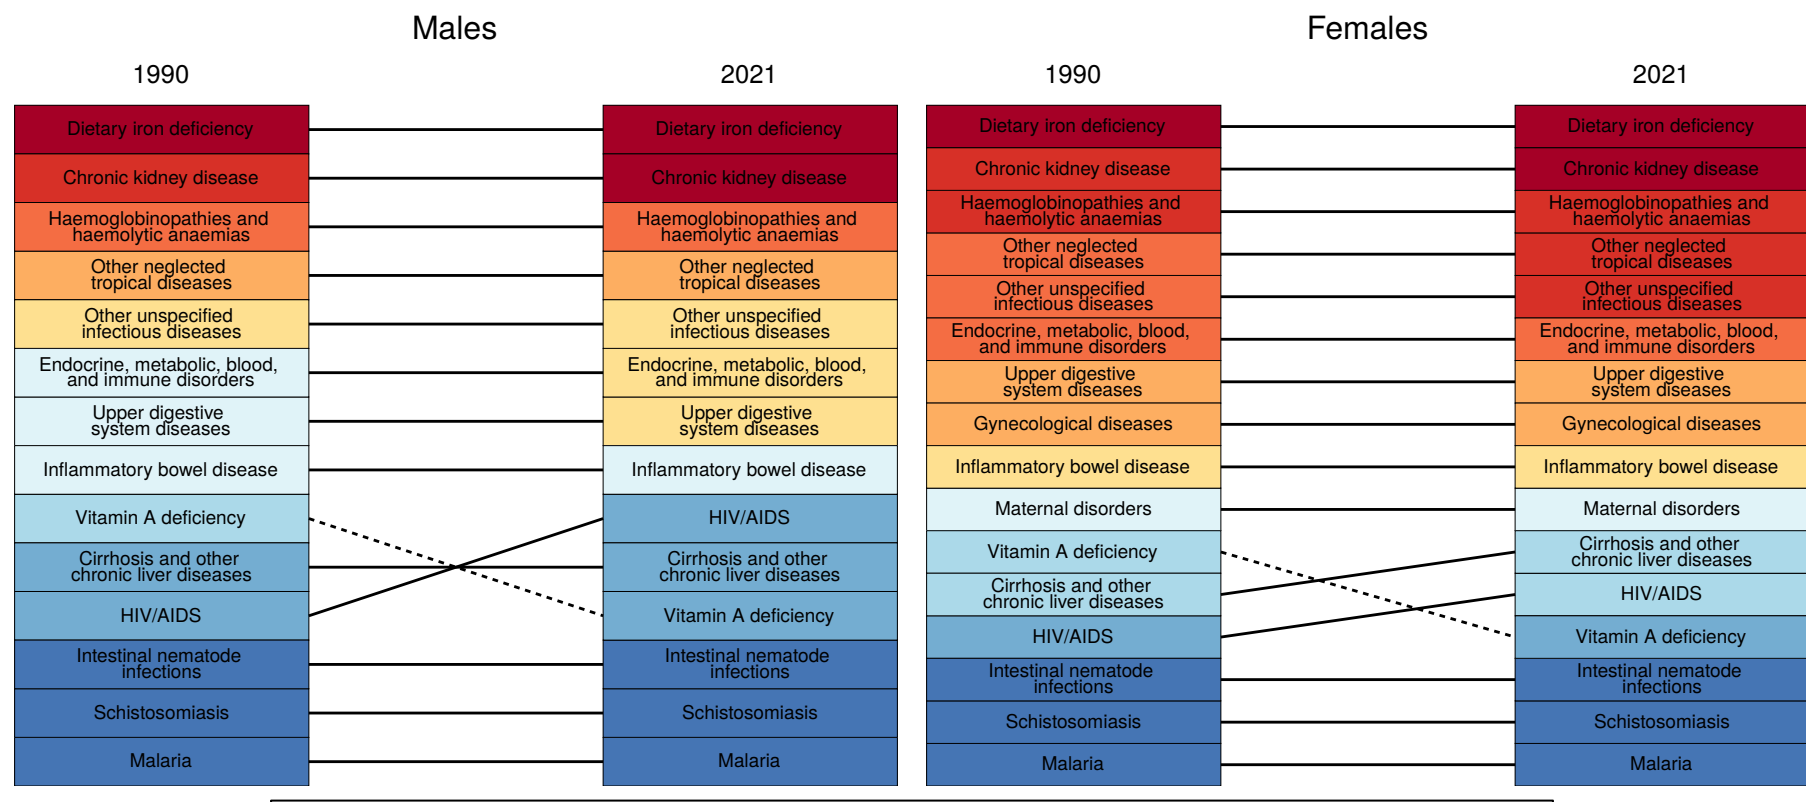 Males
Females
1990
2021
1990
2021
Dietary iron deficiency
Chronic kidney disease
Haemoglobinopathies and
haemolytic anaemias
Other neglected
tropical diseases
Other unspecified
infectious diseases
Endocrine, metabolic, blood,
and immune disorders
Upper digestive
system diseases
Inflammatory bowel disease
Vitamin A deficiency
Cirrhosis and other
chronic liver diseases
HIV/AIDS
Intestinal nematode
infections
Schistosomiasis
Malaria
Dietary iron deficiency
Chronic kidney disease
Haemoglobinopathies and
haemolytic anaemias
Other neglected
tropical diseases
Other unspecified
infectious diseases
Endocrine, metabolic, blood,
and immune disorders
Upper digestive
system diseases
Inflammatory bowel disease
HIV/AIDS
Cirrhosis and other
chronic liver diseases
Vitamin A deficiency
Intestinal nematode
infections
Schistosomiasis
Malaria
Dietary iron deficiency
Chronic kidney disease
Haemoglobinopathies and
haemolytic anaemias
Other neglected
tropical diseases
Other unspecified
infectious diseases
Endocrine, metabolic, blood,
and immune disorders
Upper digestive
system diseases
Gynecological diseases
Inflammatory bowel disease
Maternal disorders
Vitamin A deficiency
Cirrhosis and other
chronic liver diseases
HIV/AIDS
Intestinal nematode
infections
Schistosomiasis
Malaria
Dietary iron deficiency
Chronic kidney disease
Haemoglobinopathies and
haemolytic anaemias
Other neglected
tropical diseases
Other unspecified
infectious diseases
Endocrine, metabolic, blood,
and immune disorders
Upper digestive
system diseases
Gynecological diseases
Inflammatory bowel disease
Maternal disorders
Cirrhosis and other
chronic liver diseases
HIV/AIDS
Vitamin A deficiency
Intestinal nematode
infections
Schistosomiasis
Malaria